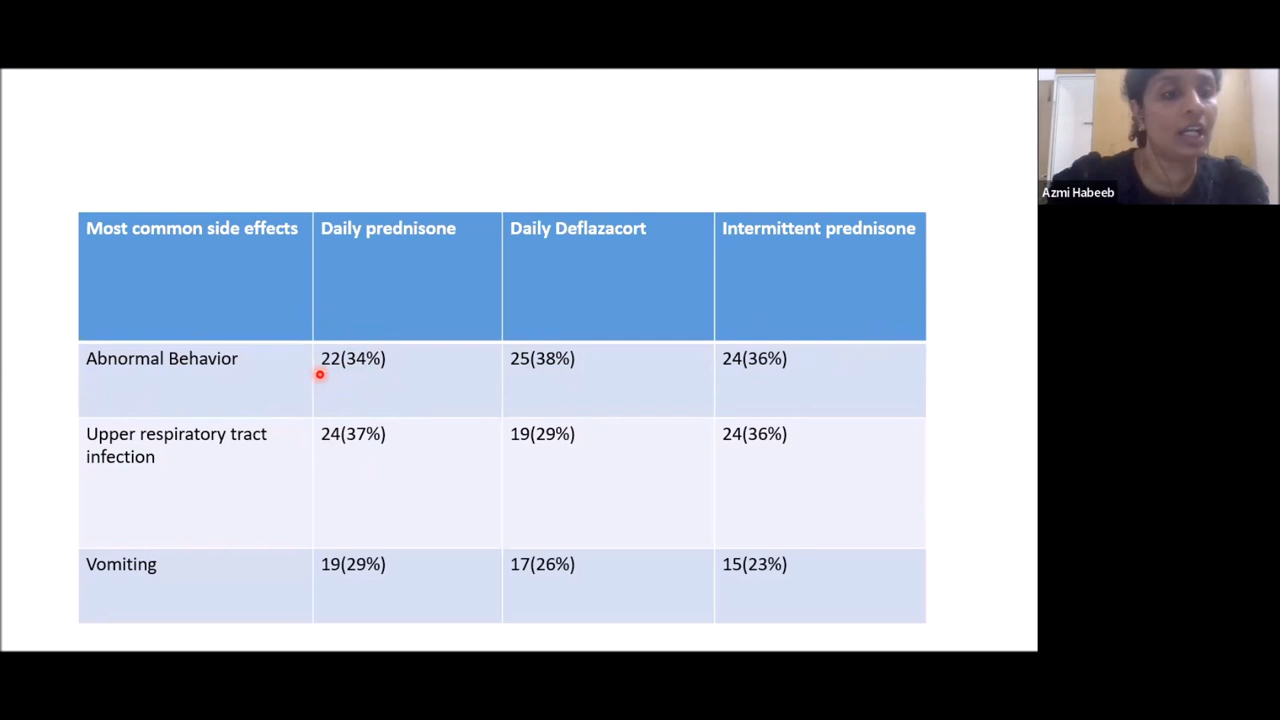 Azmi Habeeb
Most common side effects Daily prednisone Daily Deflazacort Intermittent prednisone
Abnormal Behavior 22(34%) 25(38%) 24(36%)
Upper respiratory tract 24(37%) 19(29%) 24(36%)
infection
Vomiting 19(29%) 17(26%) 15(23%)